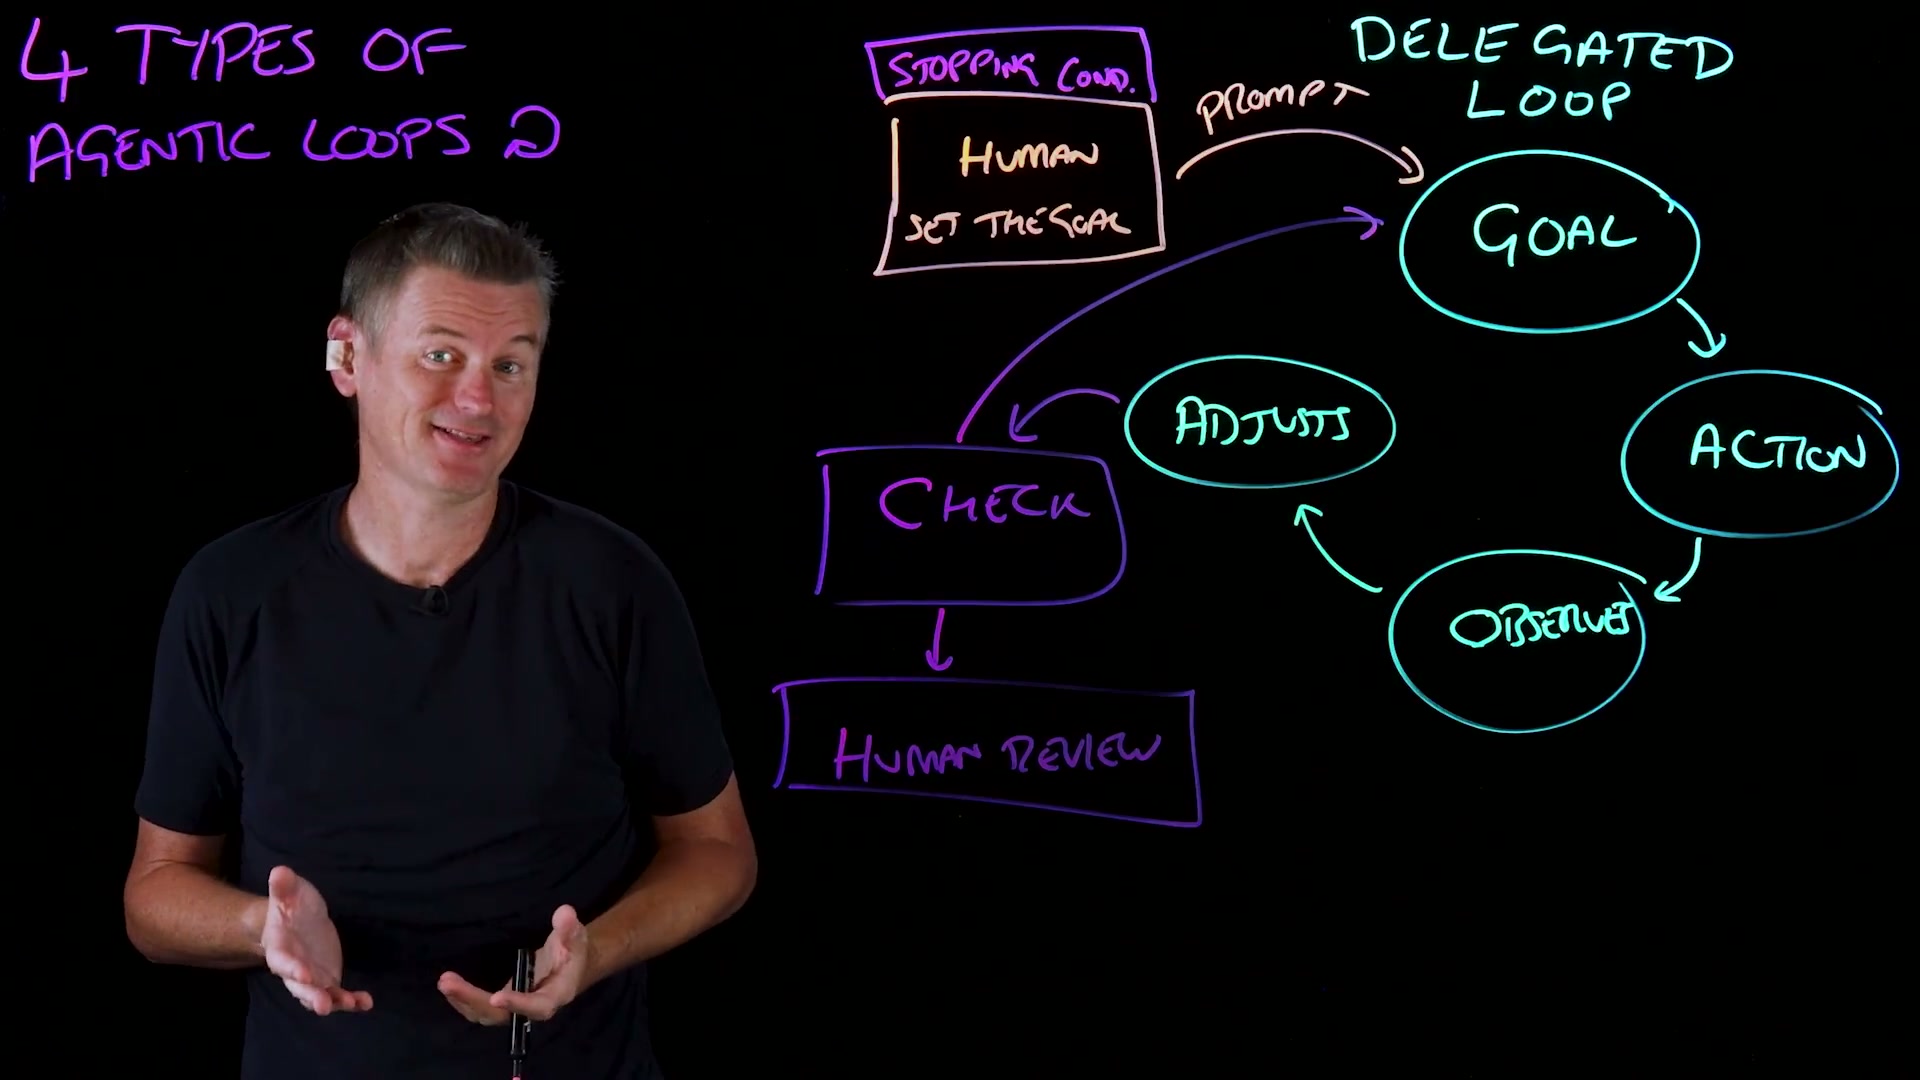 4 TYPES OF
AGENTIC LOOPS
STOPPING COND.
HUMAN
SET THE GOAL
PROMPT
DELEGATED
LOOP
GOAL
ACTION
OBSERVES
ADJUSTS
CHECK
HUMAN REVIEW